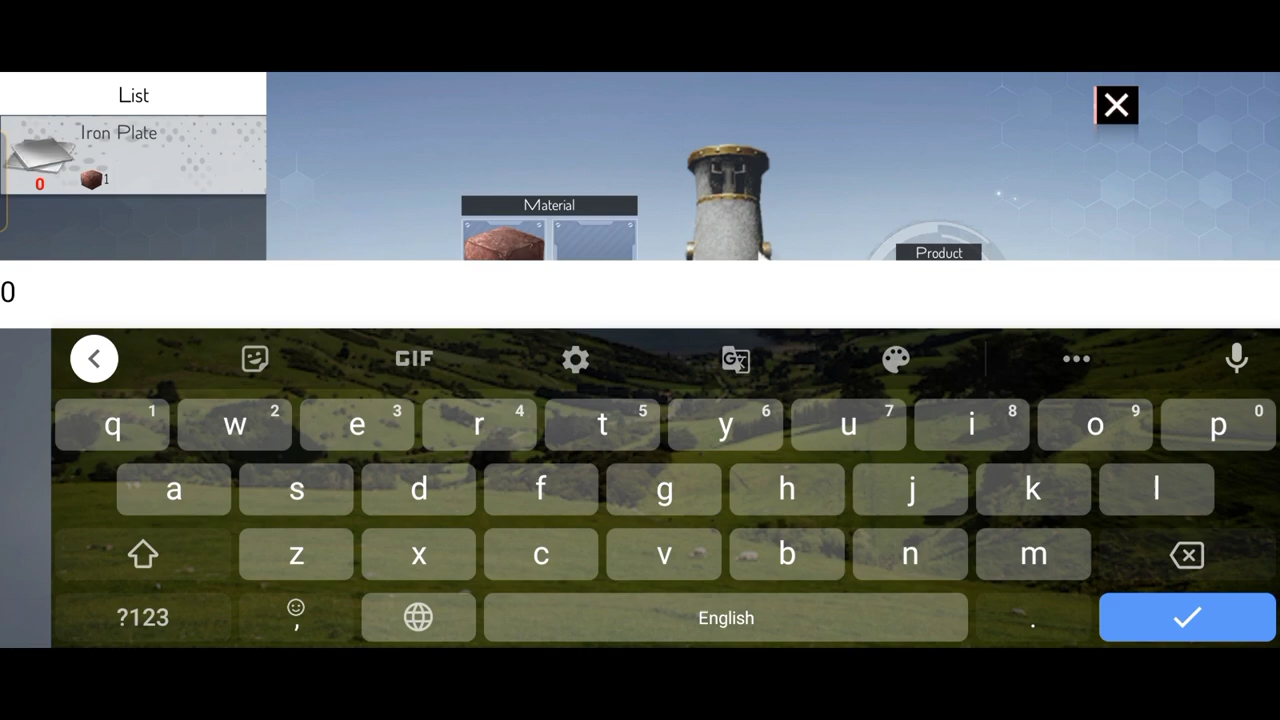 List
Iron Plate
0
1
Material
Product
0
GIF
G
q 1 w 2 e 3 r 4 t 5 y 6 u 7 i 8 o 9 p 0
a s d f g h j k l
z x c v b n m
?123 , English .